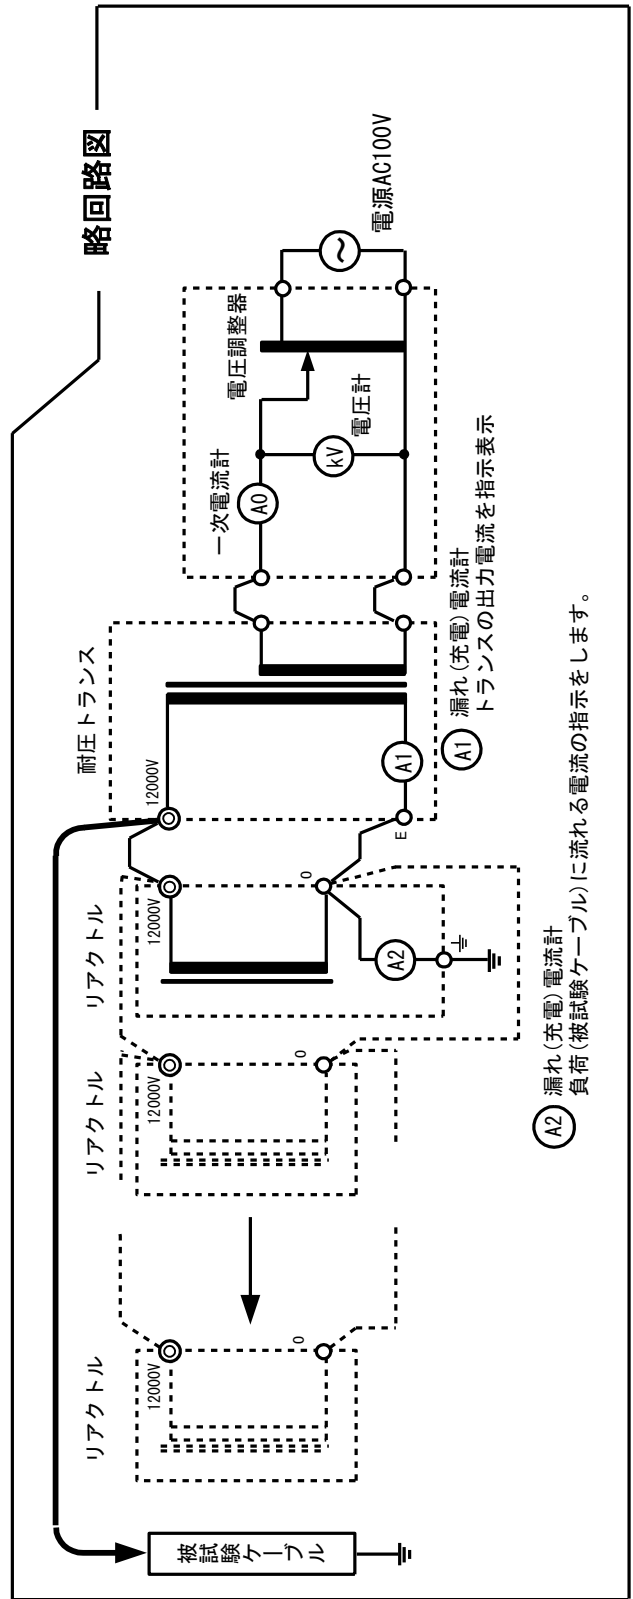 略回路図
電源AC100V
電圧調整器
電圧計
kV
一次電流計
A0
耐圧トランス
12000V
A1
E
A1 漏れ(充電)電流計
トランスの出力電流を指示表示
リアクトル
12000V
0
A2
A2 漏れ(充電)電流計
負荷(被試験ケーブル)に流れる電流の指示をします。
リアクトル
12000V
0
リアクトル
12000V
0
被試験ケーブル